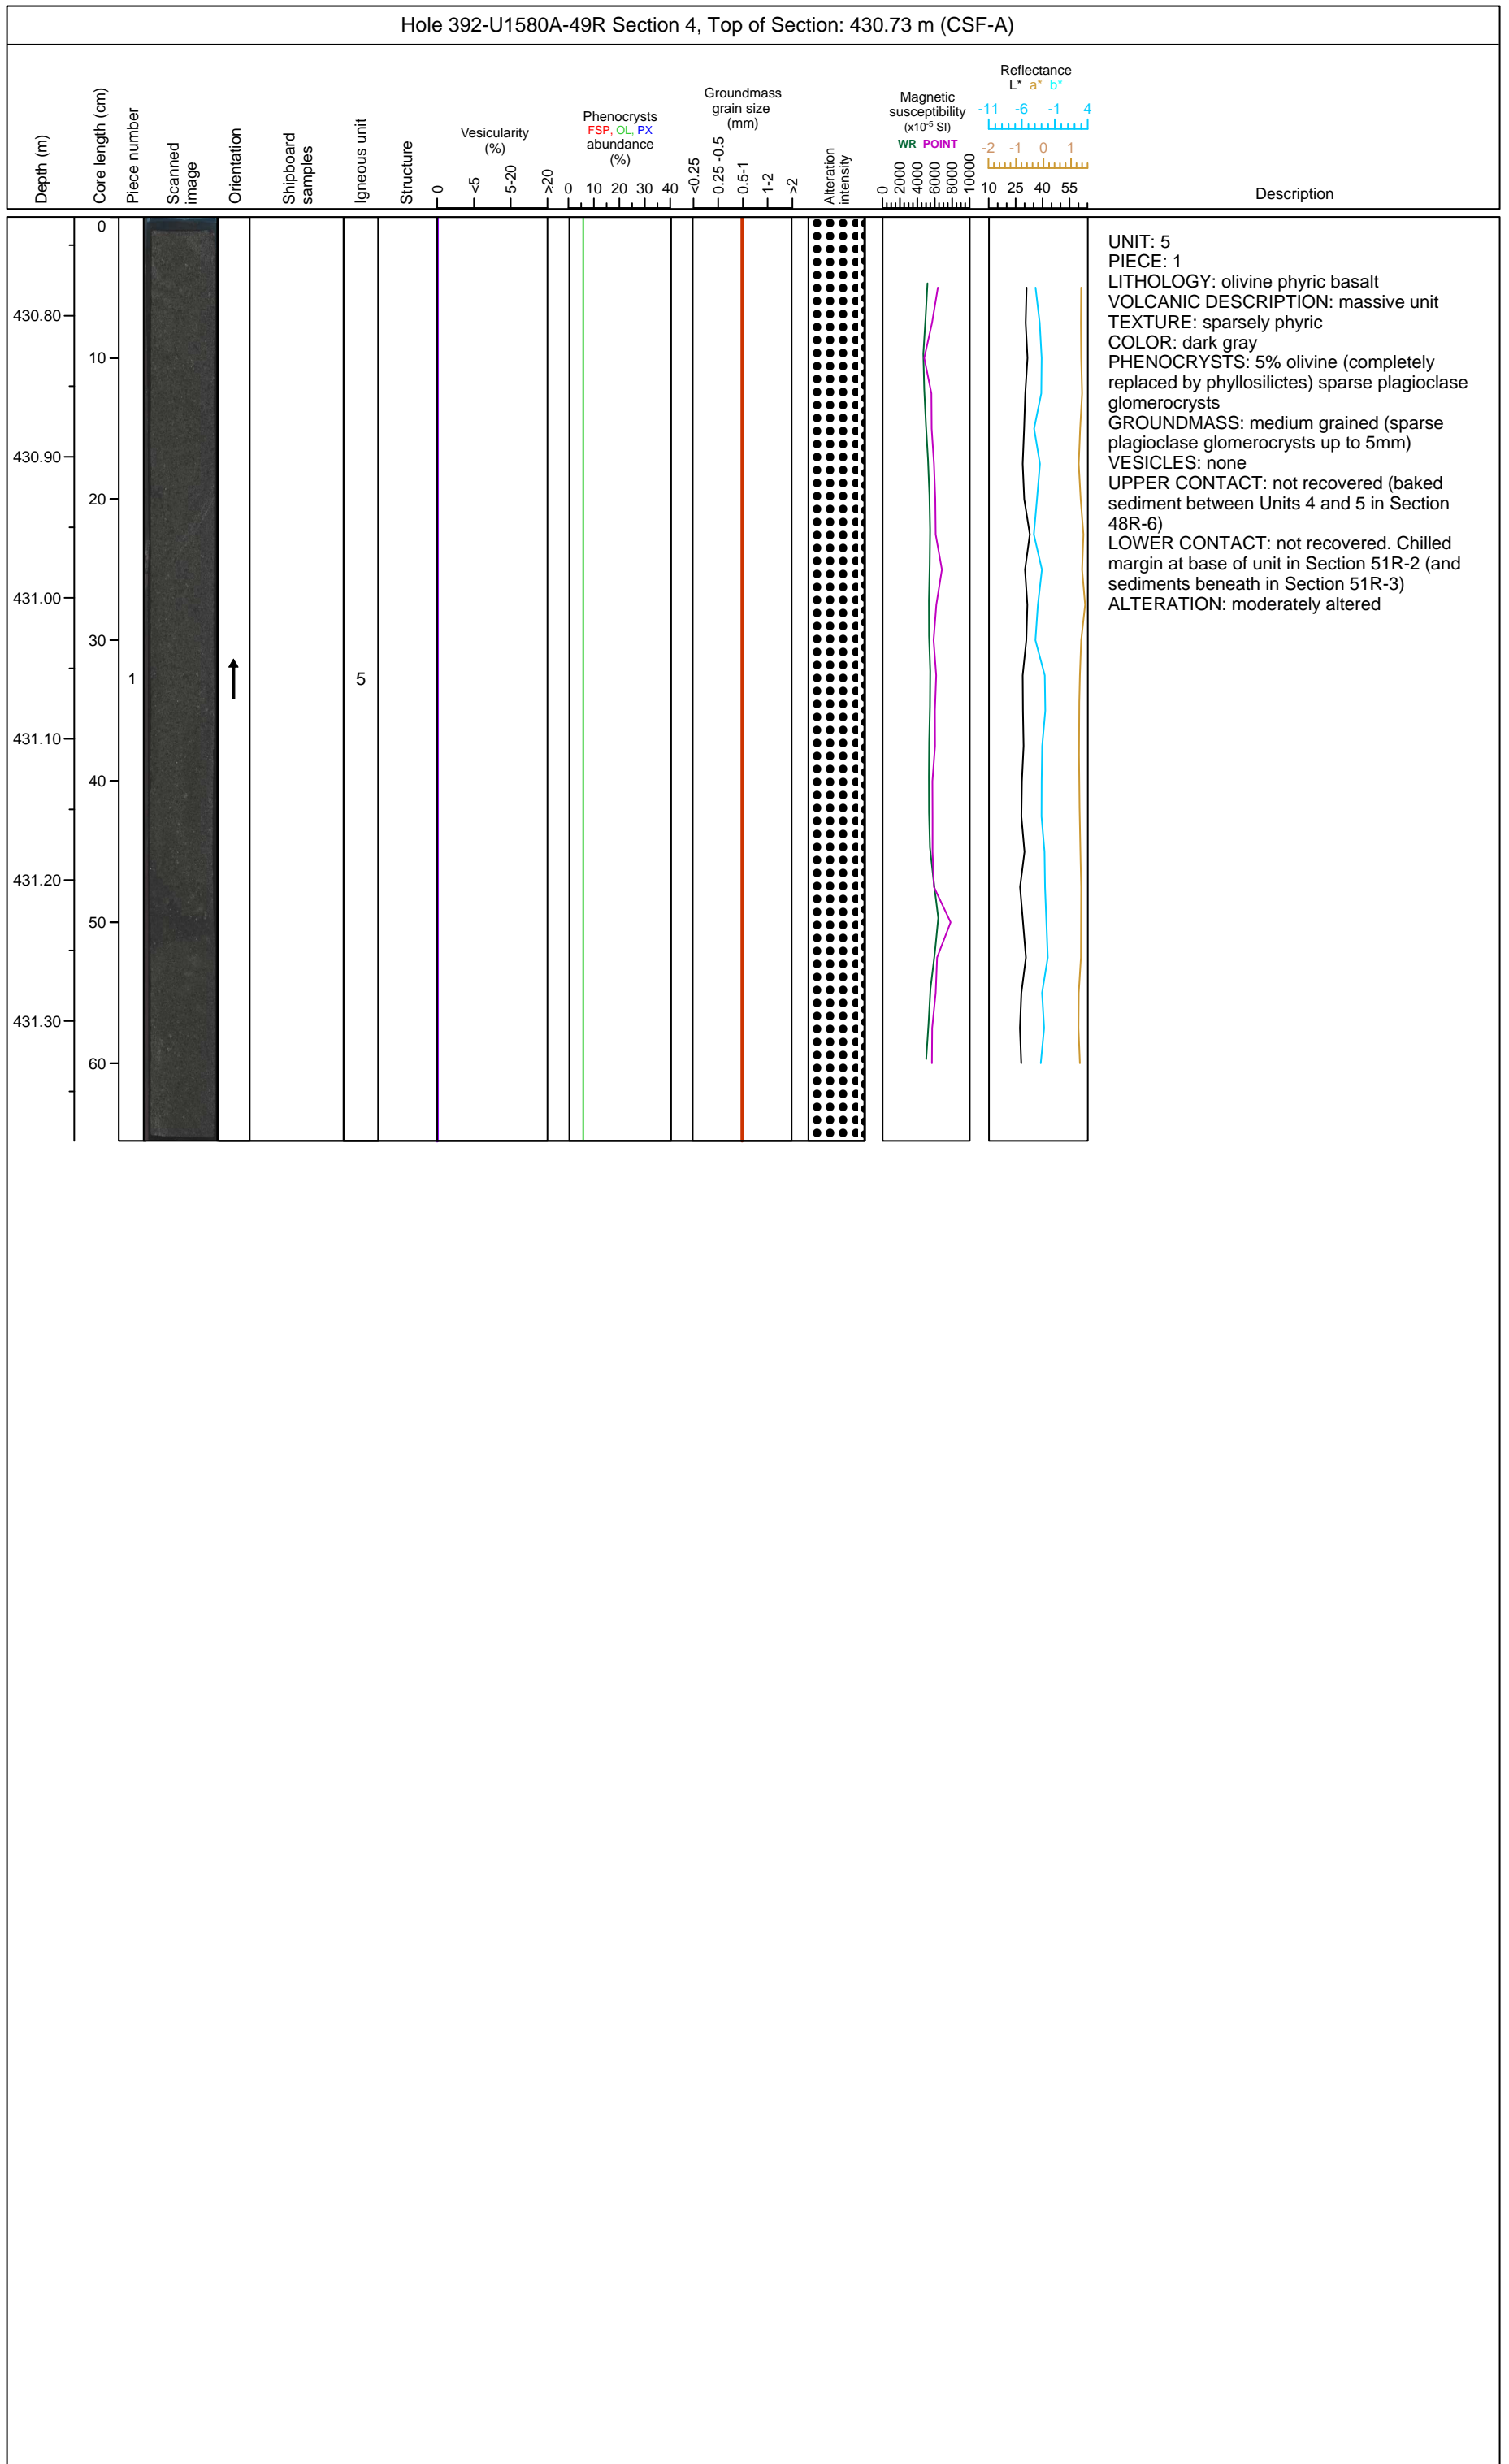 Hole 392-U1580A-49R Section 4, Top of Section: 430.73 m (CSF-A)
Depth (m)
Core length (cm)
Piece number
Scanned
image
Orientation
Shipboard
samples
Igneous unit
Structure
Vesicularity
(%)
0
<5
5-20
>20
Phenocrysts
FSP, OL, PX
abundance
(%)
0 10 20 30 40
Groundmass
grain size
(mm)
<0.25
0.25 -0.5
0.5-1
1-2
>2
Alteration
intensity
Magnetic
susceptibility
(x10-5 SI)
WR POINT
0
2000
4000
6000
8000
10000
Reflectance
L* a* b*
-11 -6 -1 4
-2 -1 0 1
10 25 40 55
Description
0
430.80
10
430.90
20
431.00
30
1
5
431.10
40
431.20
50
431.30
60
UNIT: 5
PIECE: 1
LITHOLOGY: olivine phyric basalt
VOLCANIC DESCRIPTION: massive unit
TEXTURE: sparsely phyric
COLOR: dark gray
PHENOCRYSTS: 5% olivine (completely
replaced by phyllosilictes) sparse plagioclase
glomerocrysts
GROUNDMASS: medium grained (sparse
plagioclase glomerocrysts up to 5mm)
VESICLES: none
UPPER CONTACT: not recovered (baked
sediment between Units 4 and 5 in Section
48R-6)
LOWER CONTACT: not recovered. Chilled
margin at base of unit in Section 51R-2 (and
sediments beneath in Section 51R-3)
ALTERATION: moderately altered